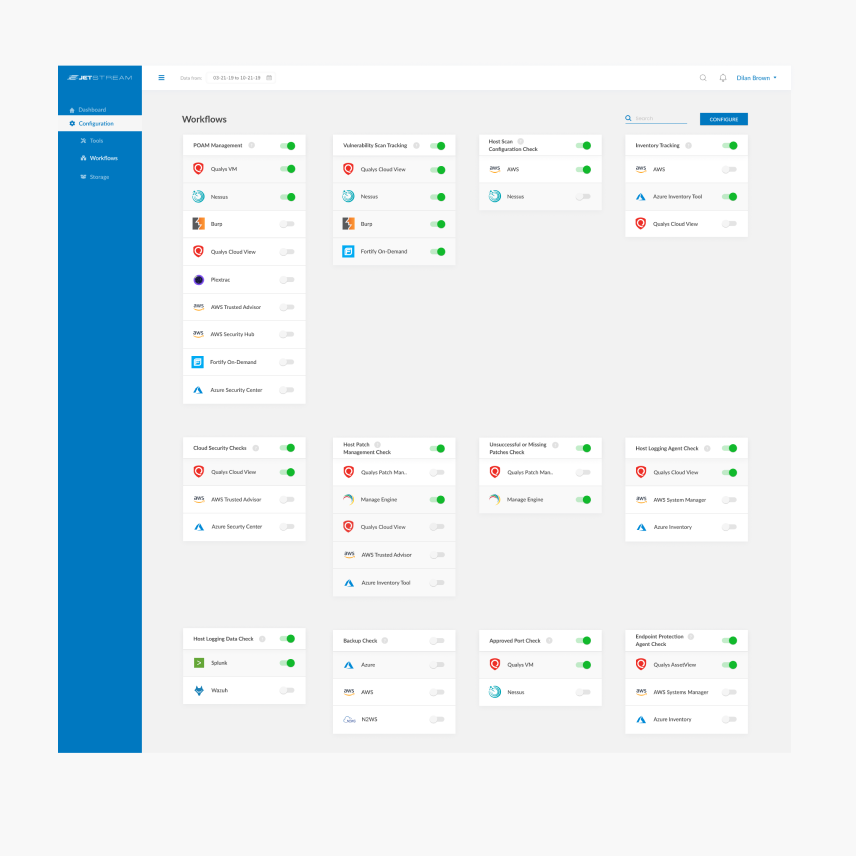 JETSTREAM
Data from: 03-21-19 to 10-21-19
Dilan Brown
Dashboard
Configuration
Tools
Workflows
Storage
Workflows
Search
CONFIGURE
POAM Management
Qualys VM
Nessus
Burp
Qualys Cloud View
Plextrac
AWS Trusted Advisor
AWS Security Hub
Fortify On-Demand
Azure Security Center
Vulnerability Scan Tracking
Qualys Cloud View
Nessus
Burp
Fortify On-Demand
Host Scan
Configuration Check
AWS
Nessus
Inventory Tracking
AWS
Azure Inventory Tool
Qualys Cloud View
Cloud Security Checks
Qualys Cloud View
AWS Trusted Advisor
Azure Security Center
Host Patch
Management Check
Qualys Patch Man..
Manage Engine
Qualys Cloud View
AWS Trusted Advisor
Azure Inventory Tool
Unsuccessful or Missing
Patches Check
Qualys Patch Man..
Manage Engine
Host Logging Agent Check
Qualys Cloud View
AWS System Manager
Azure Inventory
Host Logging Data Check
Splunk
Wazuh
Backup Check
Azure
AWS
N2WS
Approved Port Check
Qualys VM
Nessus
Endpoint Protection
Agent Check
Qualys AssetView
AWS Systems Manager
Azure Inventory